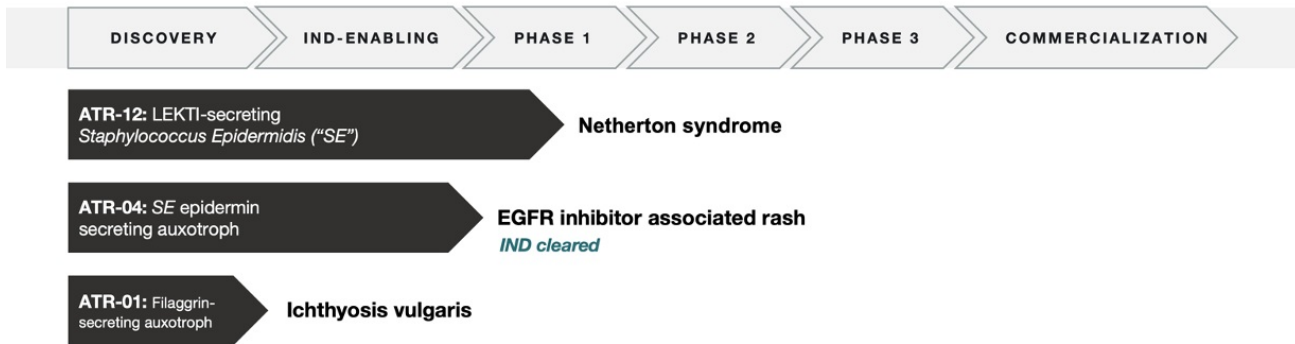 DISCOVERY
IND-ENABLING
PHASE 1
PHASE 2
PHASE 3
COMMERCIALIZATION
ATR-12: LEKTI-secreting
Staphylococcus Epidermidis (“SE”)
Netherton syndrome
ATR-04: SE epidermin
secreting auxotroph
EGFR inhibitor associated rash
IND cleared
ATR-01: Filaggrin-
secreting auxotroph
Ichthyosis vulgaris